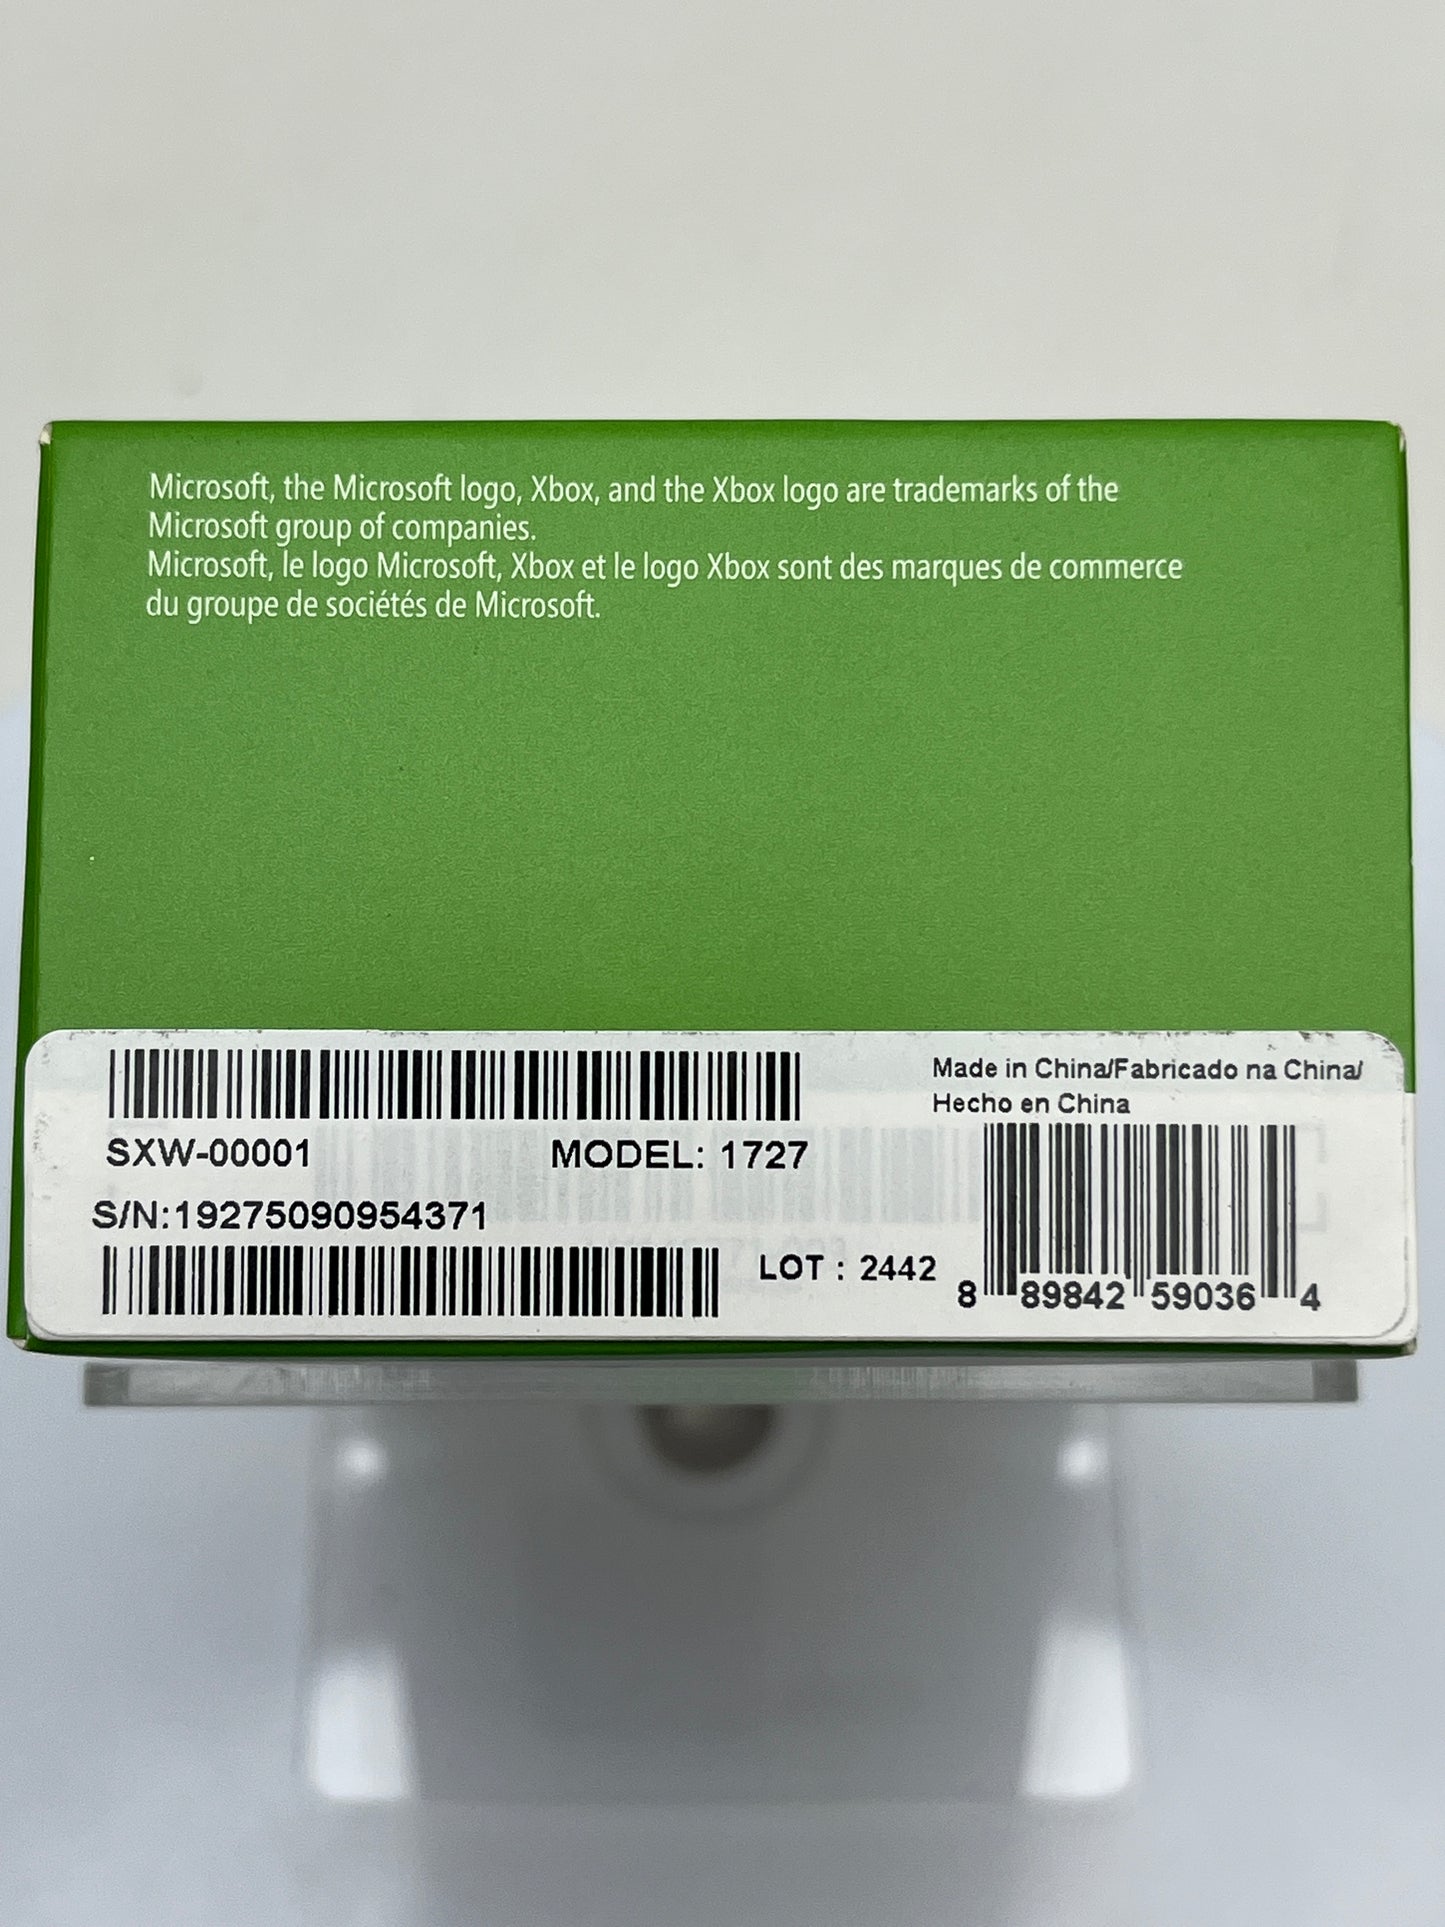 Microsoft, the Microsoft logo, Xbox, and the Xbox logo are trademarks of the
Microsoft group of companies.
Microsoft, le logo Microsoft, Xbox et le logo Xbox sont des marques de commerce
du groupe de sociétés de Microsoft.
Made in China/Fabricado na China/
Hecho en China
SXW-00001 MODEL: 1727
S/N:19275090954371
LOT : 2442
8 89842 59036 4